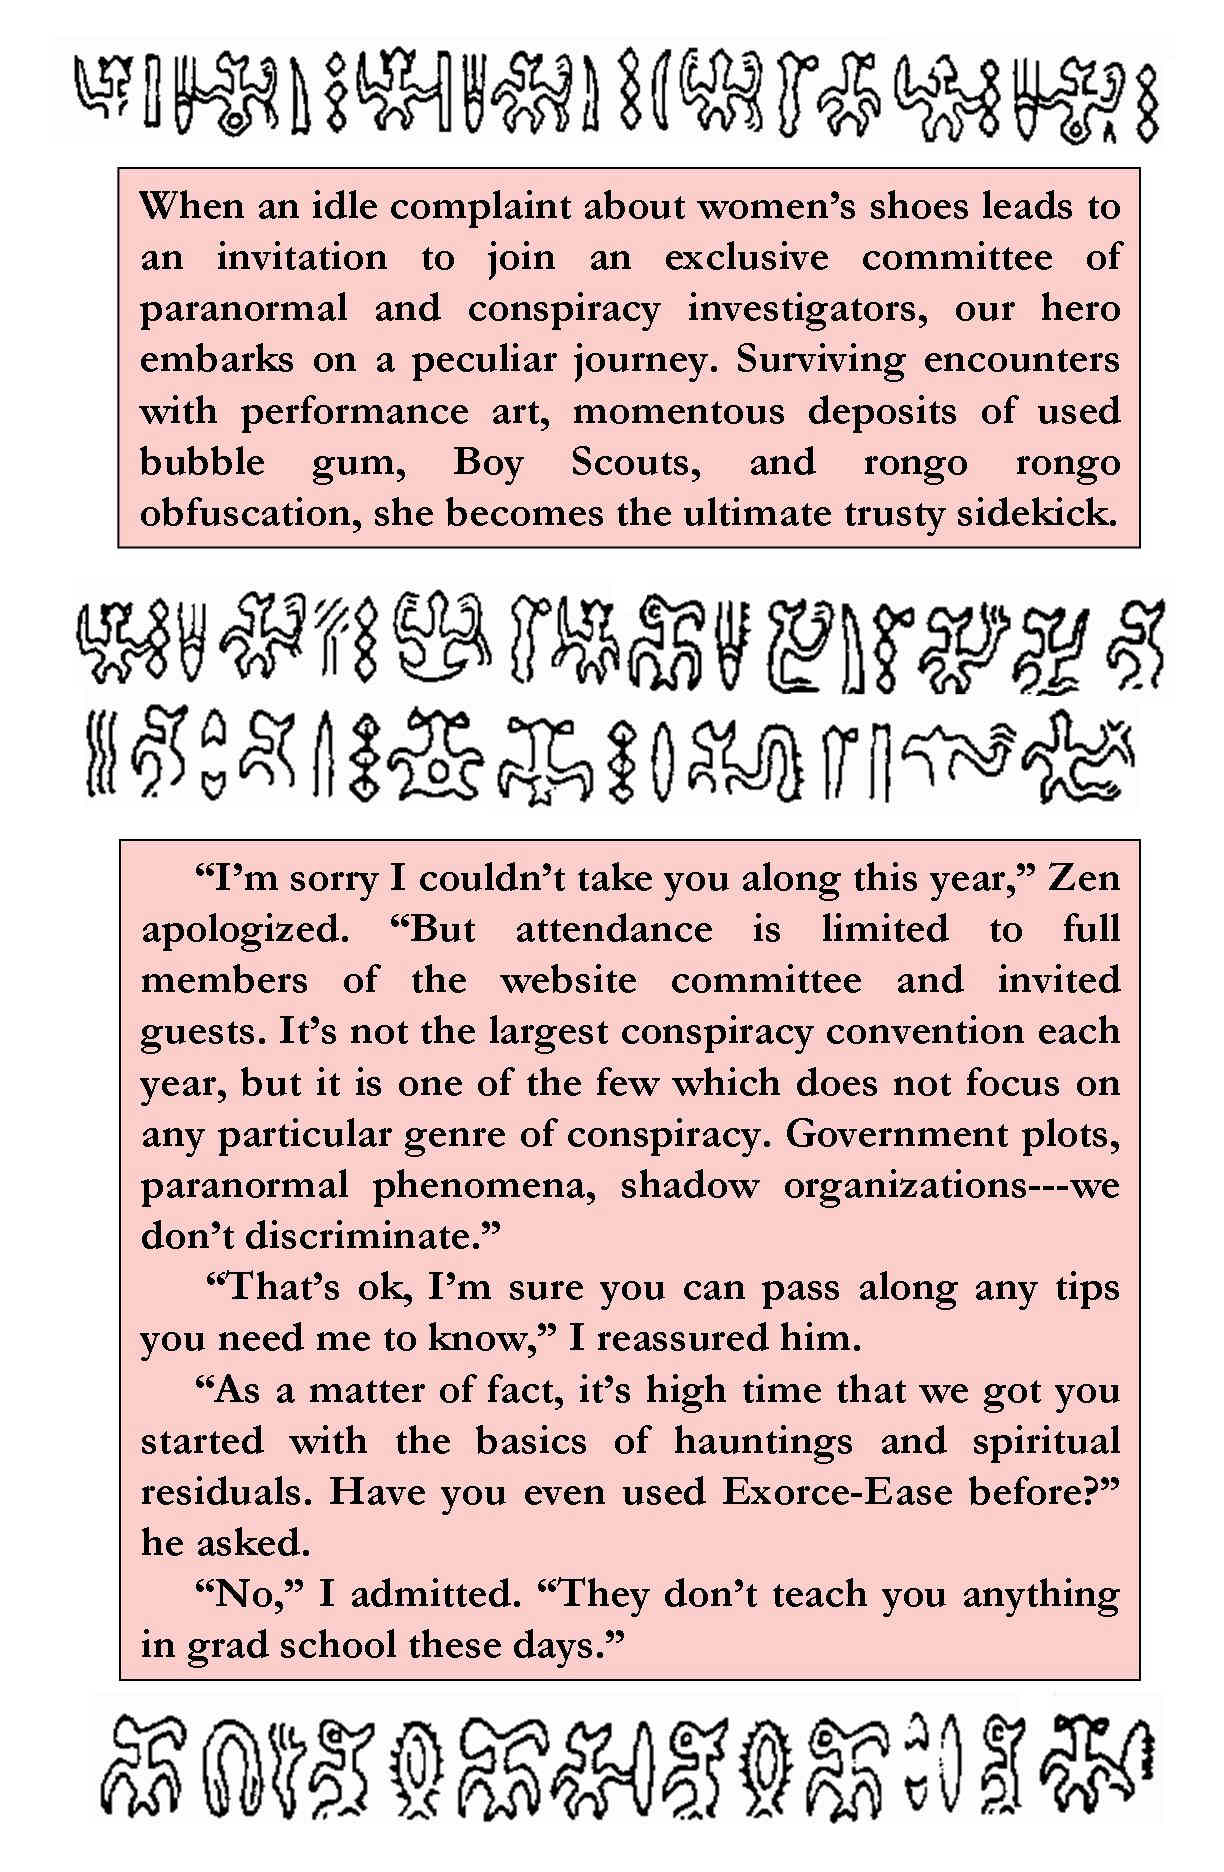 When an idle complaint about women’s shoes leads to
an invitation to join an exclusive committee of
paranormal and conspiracy investigators, our hero
embarks on a peculiar journey. Surviving encounters
with performance art, momentous deposits of used
bubble gum, Boy Scouts, and rongo rongo
obfuscation, she becomes the ultimate trusty sidekick.
“I’m sorry I couldn’t take you along this year,” Zen
apologized. “But attendance is limited to full
members of the website committee and invited
guests. It’s not the largest conspiracy convention each
year, but it is one of the few which does not focus on
any particular genre of conspiracy. Government plots,
paranormal phenomena, shadow organizations---we
don’t discriminate.”
“That’s ok, I’m sure you can pass along any tips
you need me to know,” I reassured him.
“As a matter of fact, it’s high time that we got you
started with the basics of hauntings and spiritual
residuals. Have you even used Exorce-Ease before?”
he asked.
“No,” I admitted. “They don’t teach you anything
in grad school these days.”